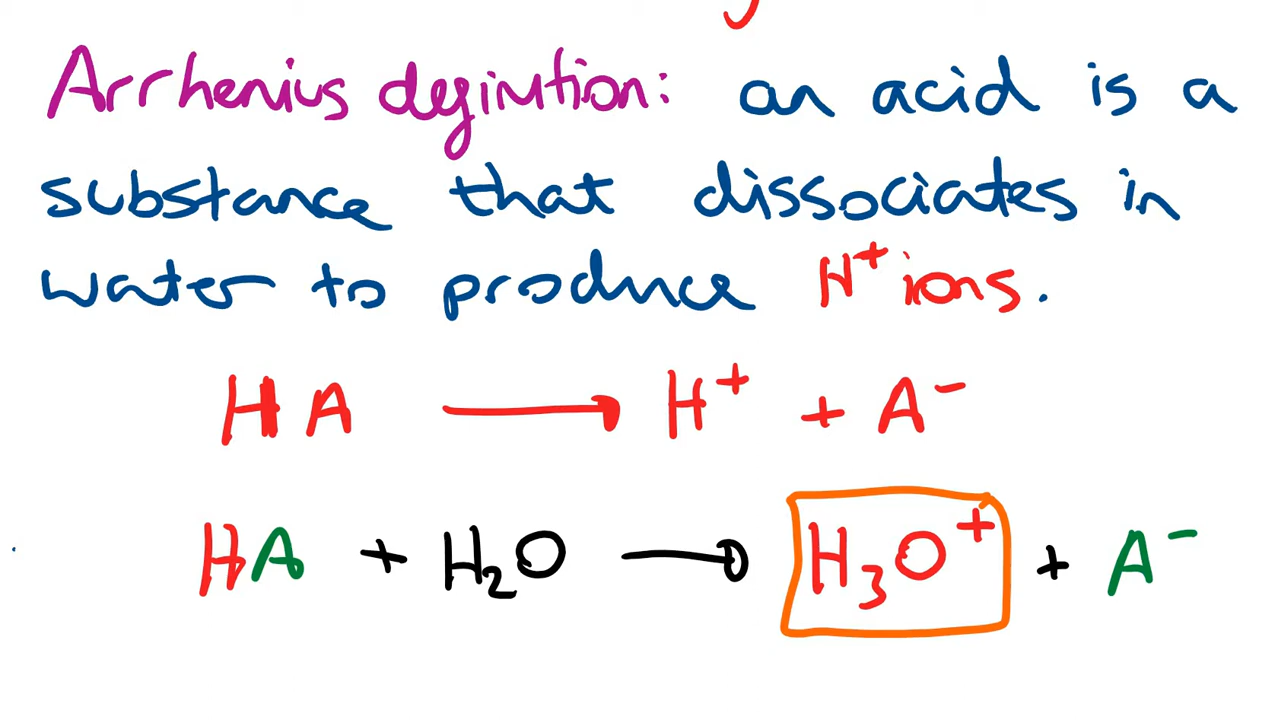 Arrhenius definition: an acid is a
substance that dissociates in
water to produce H⁺ ions.
HA ⟶ H⁺ + A⁻
HA + H₂O ⟶ H₃O⁺ + A⁻